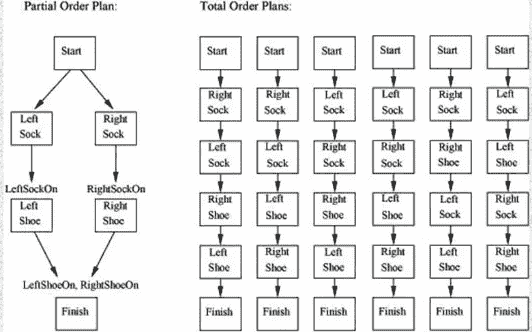 Partial Order Plan:
Start
Left
Sock
Right
Sock
LeftSockOn
RightSockOn
Left
Shoe
Right
Shoe
LeftShoeOn, RightShoeOn
Finish
Total Order Plans:
Start
Right
Sock
Left
Sock
Right
Shoe
Left
Shoe
Finish
Start
Right
Sock
Left
Sock
Left
Shoe
Right
Shoe
Finish
Start
Left
Sock
Right
Sock
Right
Shoe
Left
Shoe
Finish
Start
Left
Sock
Right
Sock
Left
Shoe
Right
Shoe
Finish
Start
Right
Sock
Right
Shoe
Left
Sock
Left
Shoe
Finish
Start
Left
Sock
Left
Shoe
Right
Sock
Right
Shoe
Finish